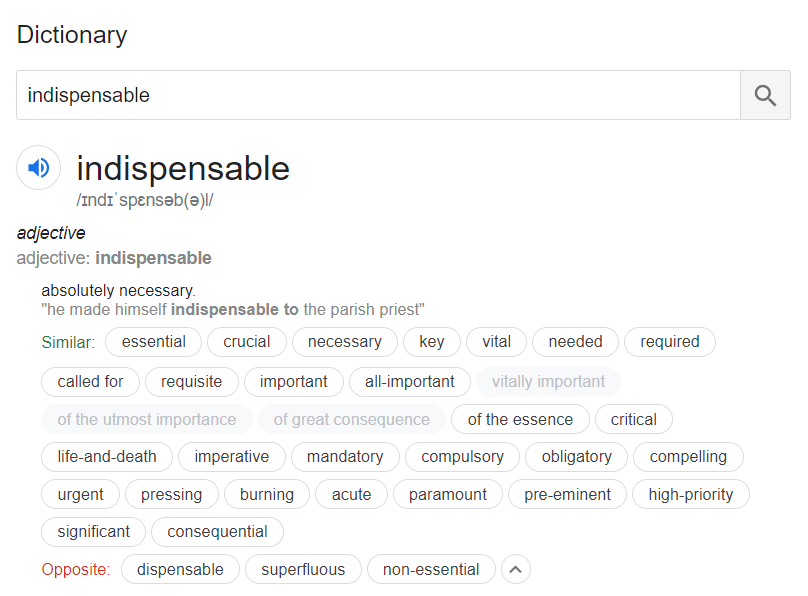 Dictionary
indispensable
indispensable
/ɪndɪˈspɛnsəb(ə)l/
adjective
adjective: indispensable
absolutely necessary.
"he made himself indispensable to the parish priest"
Similar: essential crucial necessary key vital needed required
called for requisite important all-important vitally important
of the utmost importance of great consequence of the essence critical
life-and-death imperative mandatory compulsory obligatory compelling
urgent pressing burning acute paramount pre-eminent high-priority
significant consequential
Opposite: dispensable superfluous non-essential